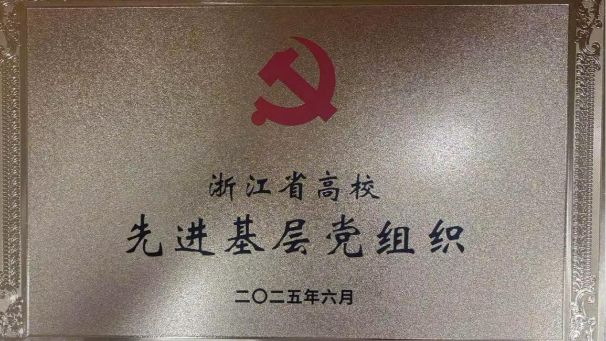 浙江省高校
先进基层党组织
二〇二五年六月